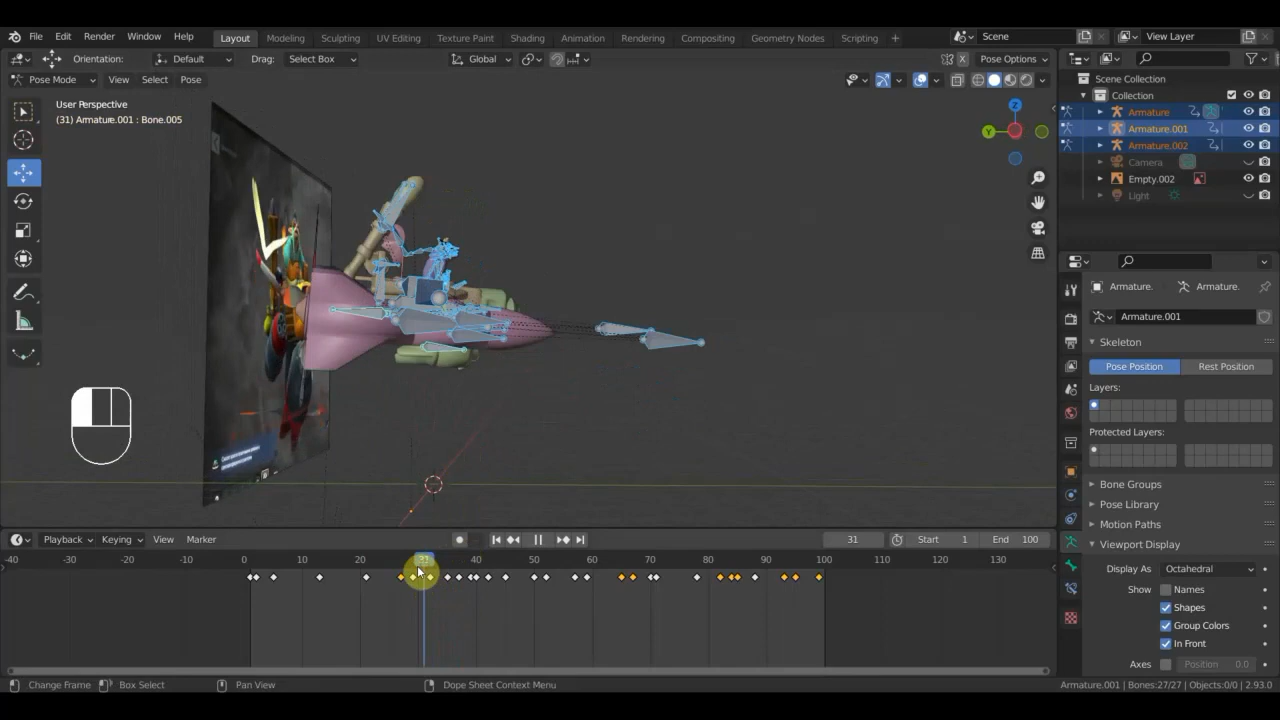 File Edit Render Window Help Layout Modeling Sculpting UV Editing Texture Paint Shading Animation Rendering Compositing Geometry Nodes Scripting + Scene View Layer
Orientation: Default Drag: Select Box Global X Pose Options
Pose Mode View Select Pose
User Perspective
(31) Armature.001 : Bone.005
Z
Y
Scene Collection
Collection
Armature
Armature.001
Armature.002
Camera
Empty.002
Light
Armature. Armature.
Armature.001
Skeleton
Pose Position Rest Position
Layers:
Protected Layers:
Bone Groups
Pose Library
Motion Paths
Viewport Display
Display As Octahedral
Show Names
Shapes
Group Colors
In Front
Axes Position 0.0
Playback Keying View Marker 31 Start 1 End 100
-40 -30 -20 -10 0 10 20 31 40 50 60 70 80 90 100 110 120 130
Change Frame Box Select Pan View Dope Sheet Context Menu Armature.001 | Bones:27/27 | Objects:0/0 | 2.93.0